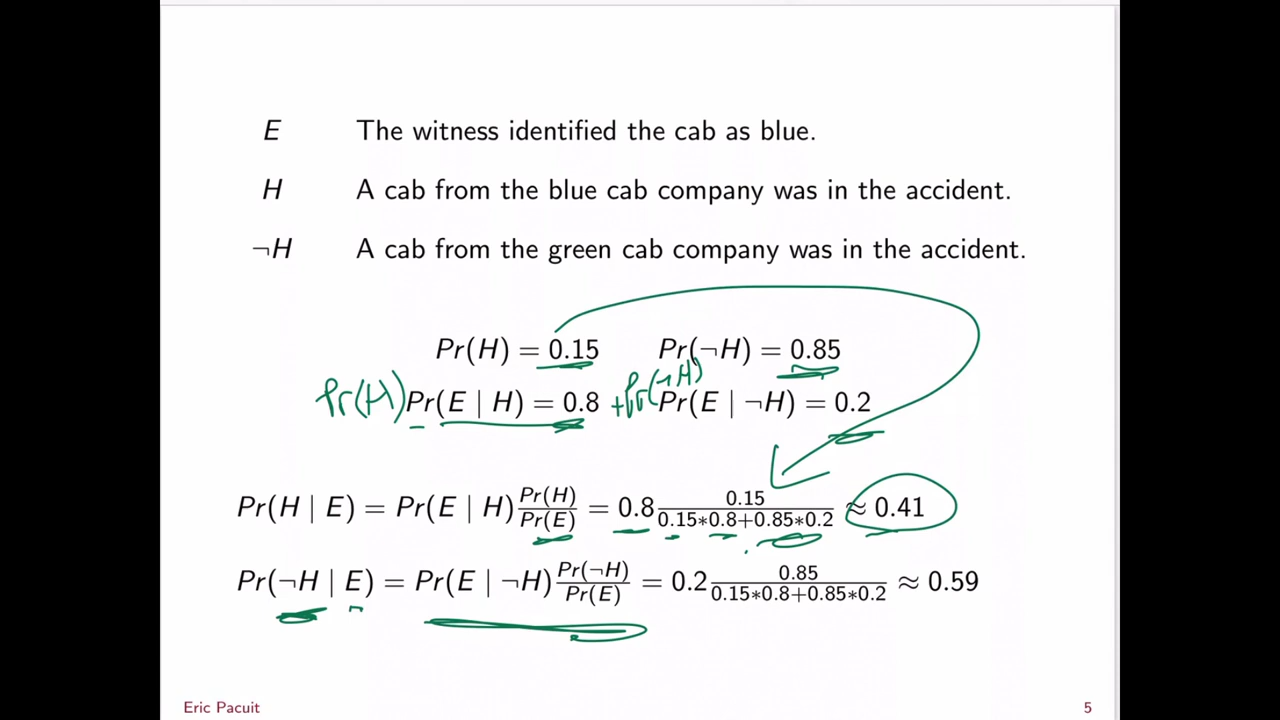 E The witness identified the cab as blue.
H A cab from the blue cab company was in the accident.
¬H A cab from the green cab company was in the accident.
Pr(H) = 0.15 Pr(¬H) = 0.85
Pr(H) Pr(E | H) = 0.8 +Pr(¬H) Pr(E | ¬H) = 0.2
Pr(H | E) = Pr(E | H) Pr(H)/Pr(E) = 0.8 0.15/0.15*0.8+0.85*0.2 ≈ 0.41
Pr(¬H | E) = Pr(E | ¬H) Pr(¬H)/Pr(E) = 0.2 0.85/0.15*0.8+0.85*0.2 ≈ 0.59
Eric Pacuit 5